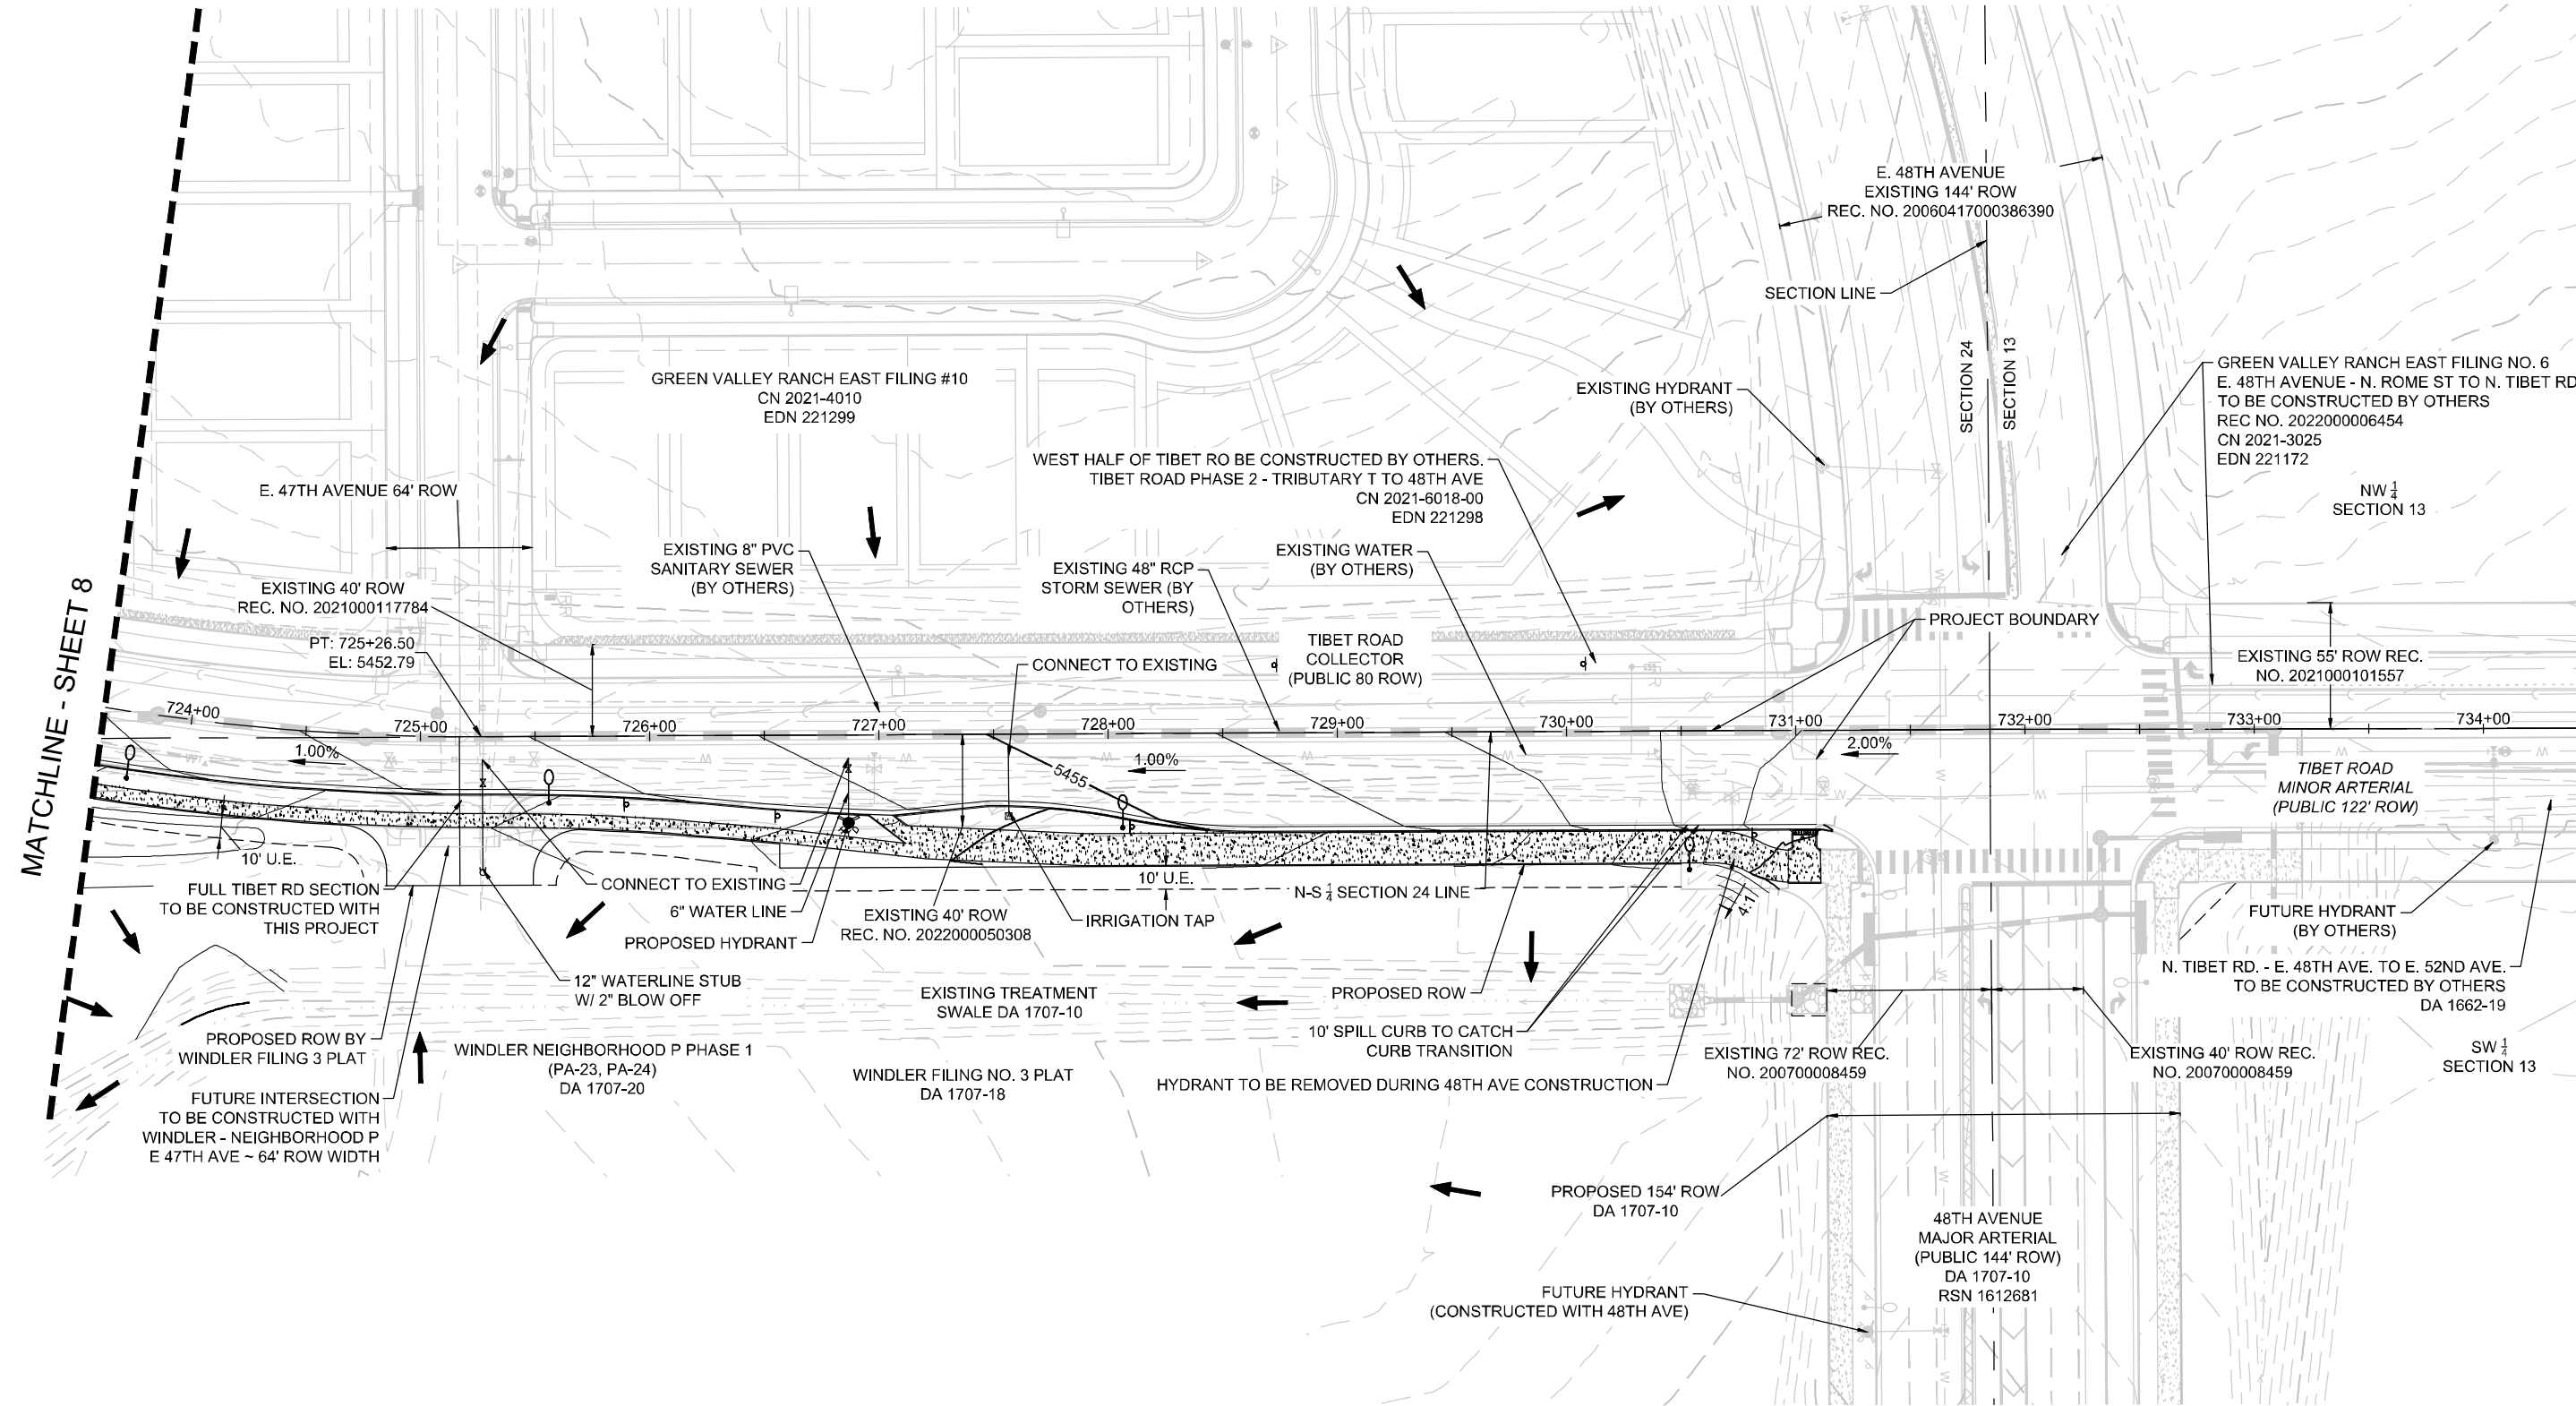 E. 48TH AVENUE
EXISTING 144' ROW
REC. NO. 20060417000386390
SECTION LINE
SECTION 24
SECTION 13
GREEN VALLEY RANCH EAST FILING NO. 6
E. 48TH AVENUE - N. ROME ST TO N. TIBET RD
TO BE CONSTRUCTED BY OTHERS
REC NO. 2022000006454
CN 2021-3025
EDN 221172
NW 1/4
SECTION 13
GREEN VALLEY RANCH EAST FILING #10
CN 2021-4010
EDN 221299
EXISTING HYDRANT
(BY OTHERS)
WEST HALF OF TIBET RO BE CONSTRUCTED BY OTHERS.
TIBET ROAD PHASE 2 - TRIBUTARY T TO 48TH AVE
CN 2021-6018-00
EDN 221298
E. 47TH AVENUE 64' ROW
EXISTING 8" PVC
SANITARY SEWER
(BY OTHERS)
EXISTING 48" RCP
STORM SEWER (BY
OTHERS)
EXISTING WATER
(BY OTHERS)
EXISTING 40' ROW
REC. NO. 2021000117784
PT: 725+26.50
EL: 5452.79
CONNECT TO EXISTING
TIBET ROAD
COLLECTOR
(PUBLIC 80 ROW)
PROJECT BOUNDARY
EXISTING 55' ROW REC.
NO. 2021000101557
MATCHLINE - SHEET 8
724+00
725+00
726+00
727+00
728+00
729+00
730+00
731+00
732+00
733+00
734+00
1.00%
1.00%
2.00%
5455
TIBET ROAD
MINOR ARTERIAL
(PUBLIC 122' ROW)
10' U.E.
FULL TIBET RD SECTION
TO BE CONSTRUCTED WITH
THIS PROJECT
CONNECT TO EXISTING
6" WATER LINE
PROPOSED HYDRANT
EXISTING 40' ROW
REC. NO. 2022000050308
10' U.E.
IRRIGATION TAP
N-S 1/4 SECTION 24 LINE
4:1
FUTURE HYDRANT
(BY OTHERS)
12" WATERLINE STUB
W/ 2" BLOW OFF
EXISTING TREATMENT
SWALE DA 1707-10
PROPOSED ROW
N. TIBET RD. - E. 48TH AVE. TO E. 52ND AVE.
TO BE CONSTRUCTED BY OTHERS
DA 1662-19
PROPOSED ROW BY
WINDLER FILING 3 PLAT
WINDLER NEIGHBORHOOD P PHASE 1
(PA-23, PA-24)
DA 1707-20
WINDLER FILING NO. 3 PLAT
DA 1707-18
10' SPILL CURB TO CATCH
CURB TRANSITION
HYDRANT TO BE REMOVED DURING 48TH AVE CONSTRUCTION
EXISTING 72' ROW REC.
NO. 200700008459
EXISTING 40' ROW REC.
NO. 200700008459
SW 1/4
SECTION 13
FUTURE INTERSECTION
TO BE CONSTRUCTED WITH
WINDLER - NEIGHBORHOOD P
E 47TH AVE ~ 64' ROW WIDTH
PROPOSED 154' ROW
DA 1707-10
48TH AVENUE
MAJOR ARTERIAL
(PUBLIC 144' ROW)
DA 1707-10
RSN 1612681
FUTURE HYDRANT
(CONSTRUCTED WITH 48TH AVE)